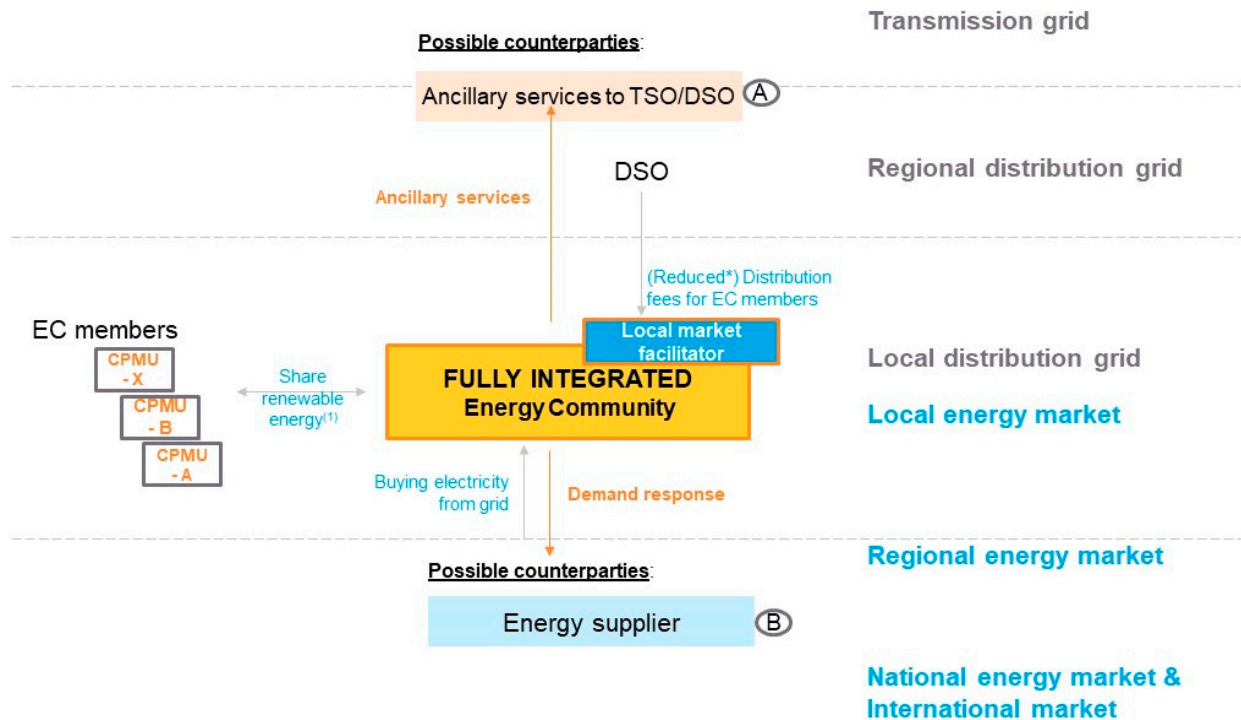 Transmission grid
Possible counterparties:
Ancillary services to TSO/DSO
A
Regional distribution grid
DSO
Ancillary services
(Reduced*) Distribution
fees for EC members
EC members
CPMU
- X
CPMU
- B
CPMU
- A
Share
renewable
energy(1)
Local market
facilitator
FULLY INTEGRATED
Energy Community
Local distribution grid
Local energy market
Buying electricity
from grid
Demand response
Regional energy market
Possible counterparties:
Energy supplier
B
National energy market &
International market